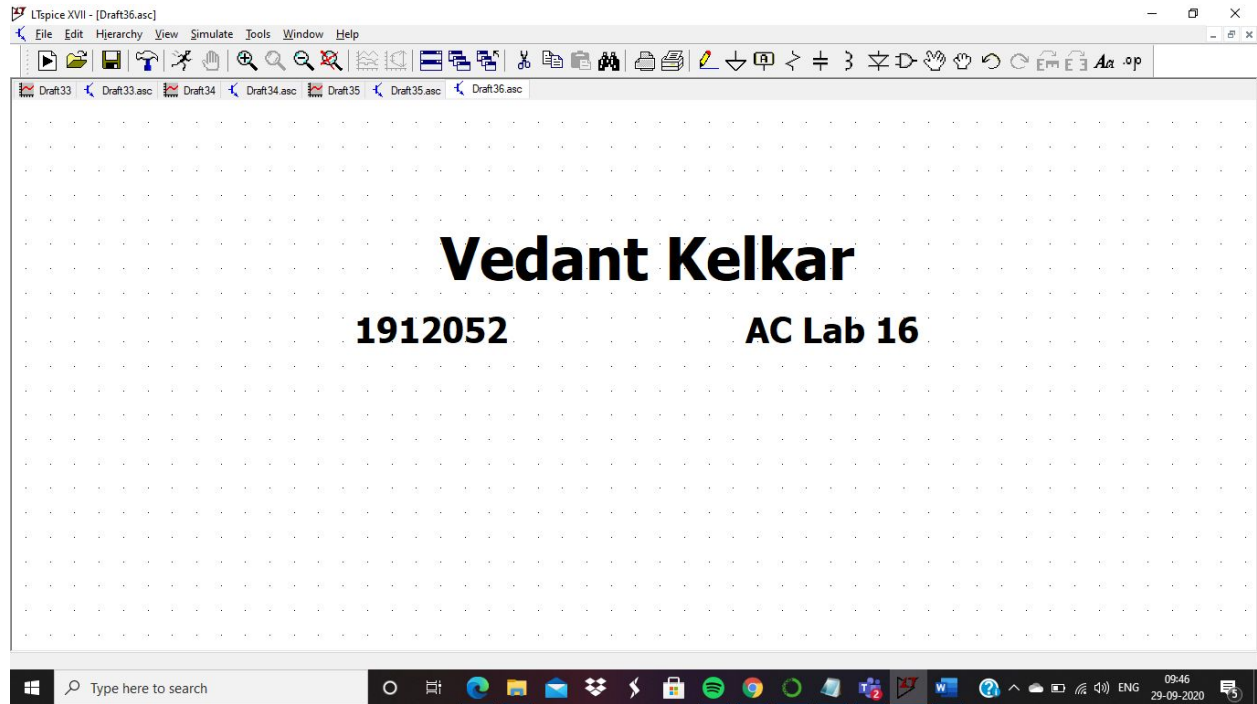 LTspice XVII - [Draft36.asc]
File Edit Hierarchy View Simulate Tools Window Help
Aa .op
Draft33 Draft33.asc Draft34 Draft34.asc Draft35 Draft35.asc Draft36.asc
Vedant Kelkar
1912052 AC Lab 16
Type here to search
ENG
09:46
29-09-2020